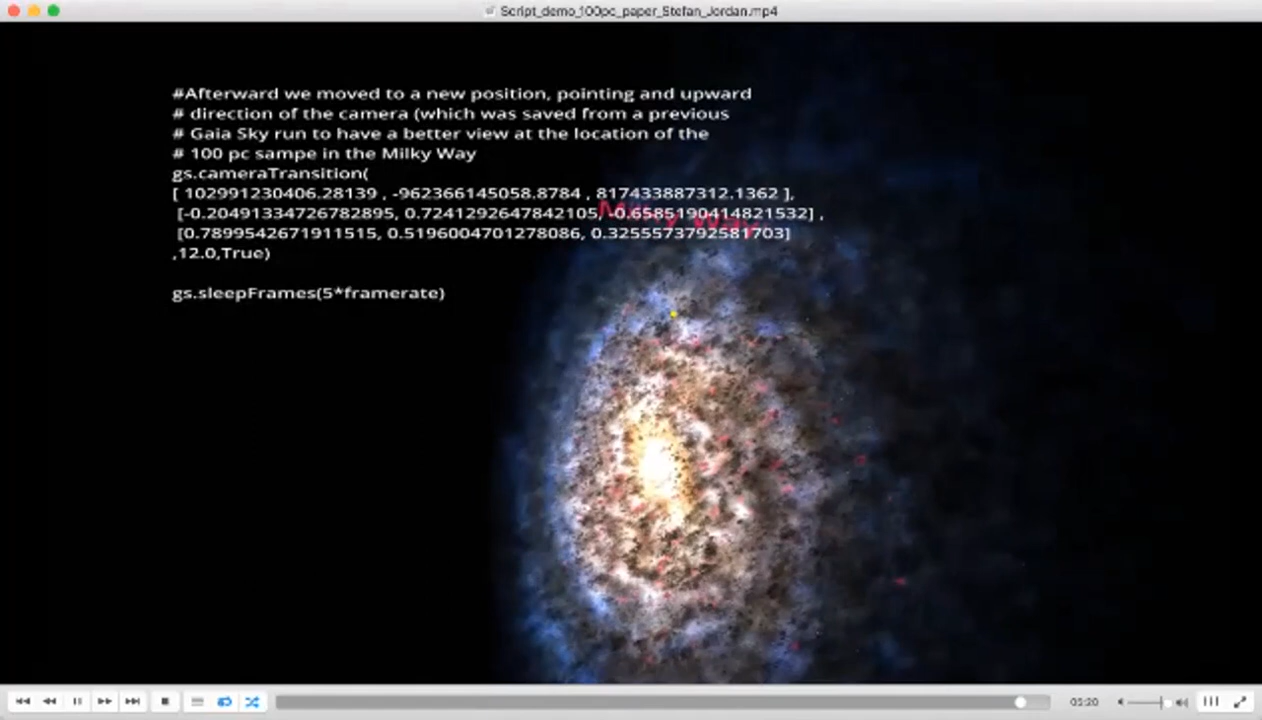 Script_demo_100pc_paper_Stefan_Jordan.mp4
#Afterward we moved to a new position, pointing and upward
# direction of the camera (which was saved from a previous
# Gaia Sky run to have a better view at the location of the
# 100 pc sampe in the Milky Way
gs.cameraTransition(
[ 102991230406.28139 , -962366145058.8784 , 817433887312.1362 ],
[-0.20491334726782895, 0.7241292647842105, -0.6585190414821532] ,
Milky Way
[0.7899542671911515, 0.5196004701278086, 0.3255573792581703]
,12.0,True)
gs.sleepFrames(5*framerate)
05:20